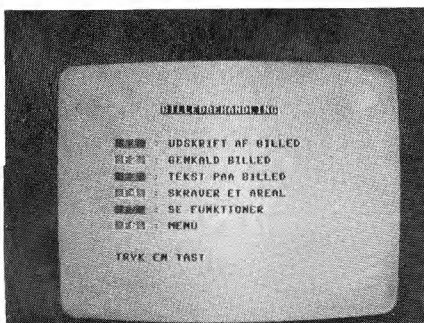 BILLEDBEHANDLING
: UDSKRIFT AF BILLED
: GENKALD BILLED
: TEKST PAA BILLED
: SKRAVER ET AREAL
: SE FUNKTIONER
: MENU
TRYK EN TAST